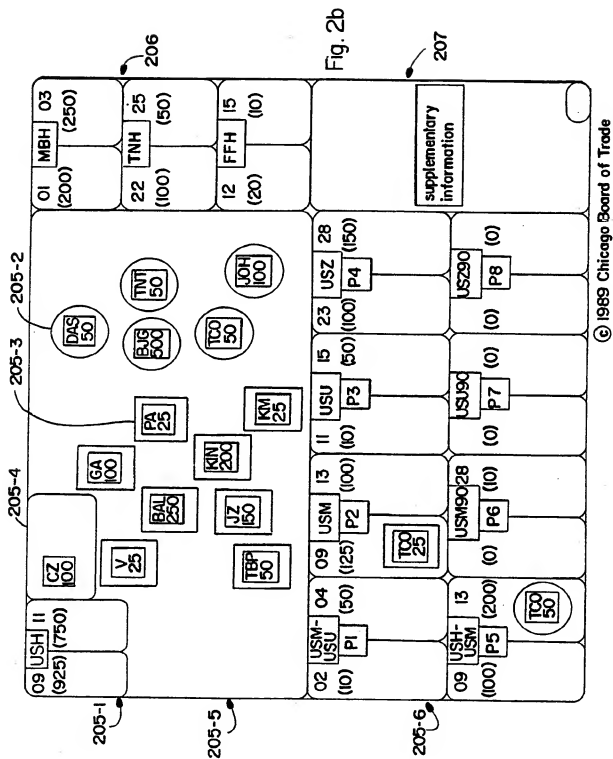 Fig. 2b
206
207
205-1
205-2
205-3
205-4
205-5
205-6
09 USH 11
(925) (750)
CZ
100
V
25
GA
100
PA
25
BAL
250
KIN
200
JZ
150
KM
25
TBP
50
DAS
50
BJG
500
TNT
50
TCO
50
JOH
100
01 MBH 03
(200) (250)
22 TNH 25
(100) (50)
12 FFH 15
(20) (10)
02 USM-USU 04
(10) P1 (50)
09 USM 13
(125) P2 (100)
TCO
25
11 USU 15
(10) P3 (50)
23 USZ 28
(100) P4 (150)
09 USH-USM 13
(100) P5 (200)
TCO
50
USM90 28
(0) P6 (10)
USU90
(0) P7 (0)
USZ90
(0) P8 (0)
supplementary
information
© 1989 Chicago Board of Trade